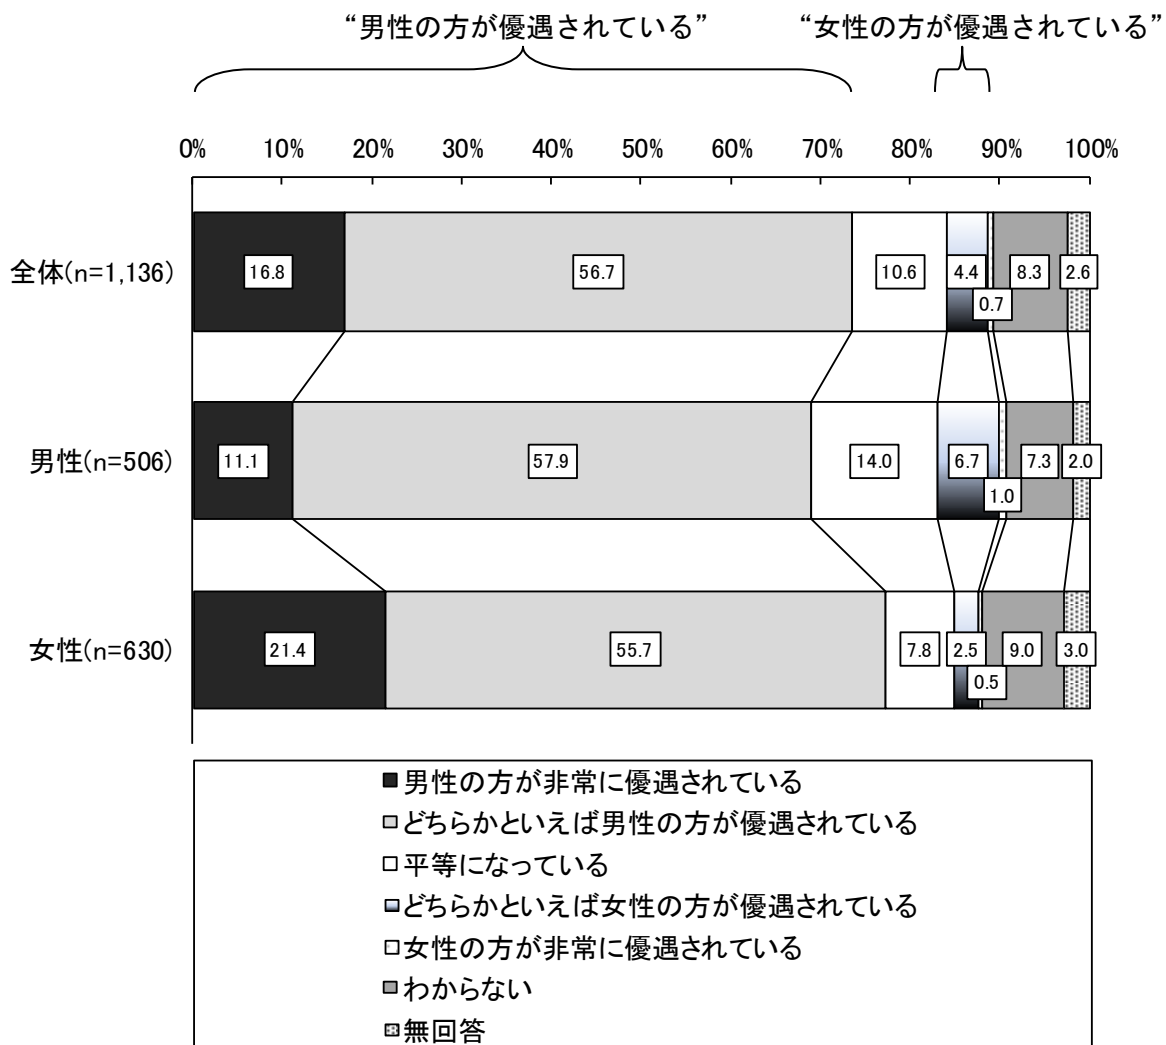 “男性の方が優遇されている” “女性の方が優遇されている”
0% 10% 20% 30% 40% 50% 60% 70% 80% 90% 100%
全体(n=1,136) 16.8 56.7 10.6 4.4 0.7 8.3 2.6
男性(n=506) 11.1 57.9 14.0 6.7 1.0 7.3 2.0
女性(n=630) 21.4 55.7 7.8 2.5 0.5 9.0 3.0
男性の方が非常に優遇されている
どちらかといえば男性の方が優遇されている
平等になっている
どちらかといえば女性の方が優遇されている
女性の方が非常に優遇されている
わからない
無回答